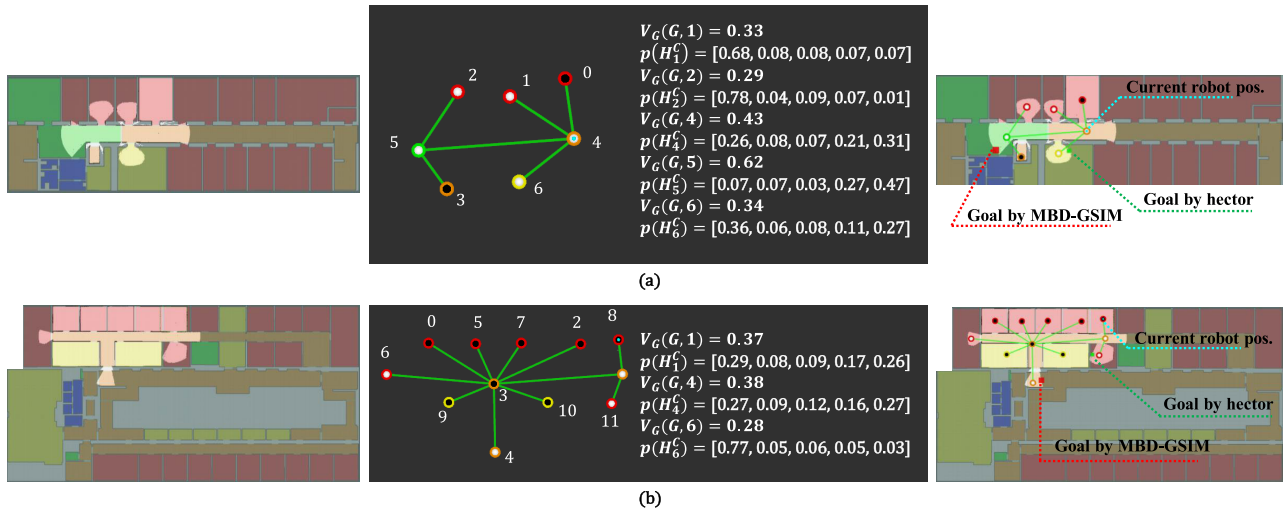 2
1
0
5
4
3
6
V_G(G, 1) = 0.33
p(H_1^C) = [0.68, 0.08, 0.08, 0.07, 0.07]
V_G(G, 2) = 0.29
p(H_2^C) = [0.78, 0.04, 0.09, 0.07, 0.01]
V_G(G, 4) = 0.43
p(H_4^C) = [0.26, 0.08, 0.07, 0.21, 0.31]
V_G(G, 5) = 0.62
p(H_5^C) = [0.07, 0.07, 0.03, 0.27, 0.47]
V_G(G, 6) = 0.34
p(H_6^C) = [0.36, 0.06, 0.08, 0.11, 0.27]
Current robot pos.
Goal by hector
Goal by MBD-GSIM
(a)
0
5
7
2
8
6
3
9
10
11
4
V_G(G, 1) = 0.37
p(H_1^C) = [0.29, 0.08, 0.09, 0.17, 0.26]
V_G(G, 4) = 0.38
p(H_4^C) = [0.27, 0.09, 0.12, 0.16, 0.27]
V_G(G, 6) = 0.28
p(H_6^C) = [0.77, 0.05, 0.06, 0.05, 0.03]
Current robot pos.
Goal by hector
Goal by MBD-GSIM
(b)